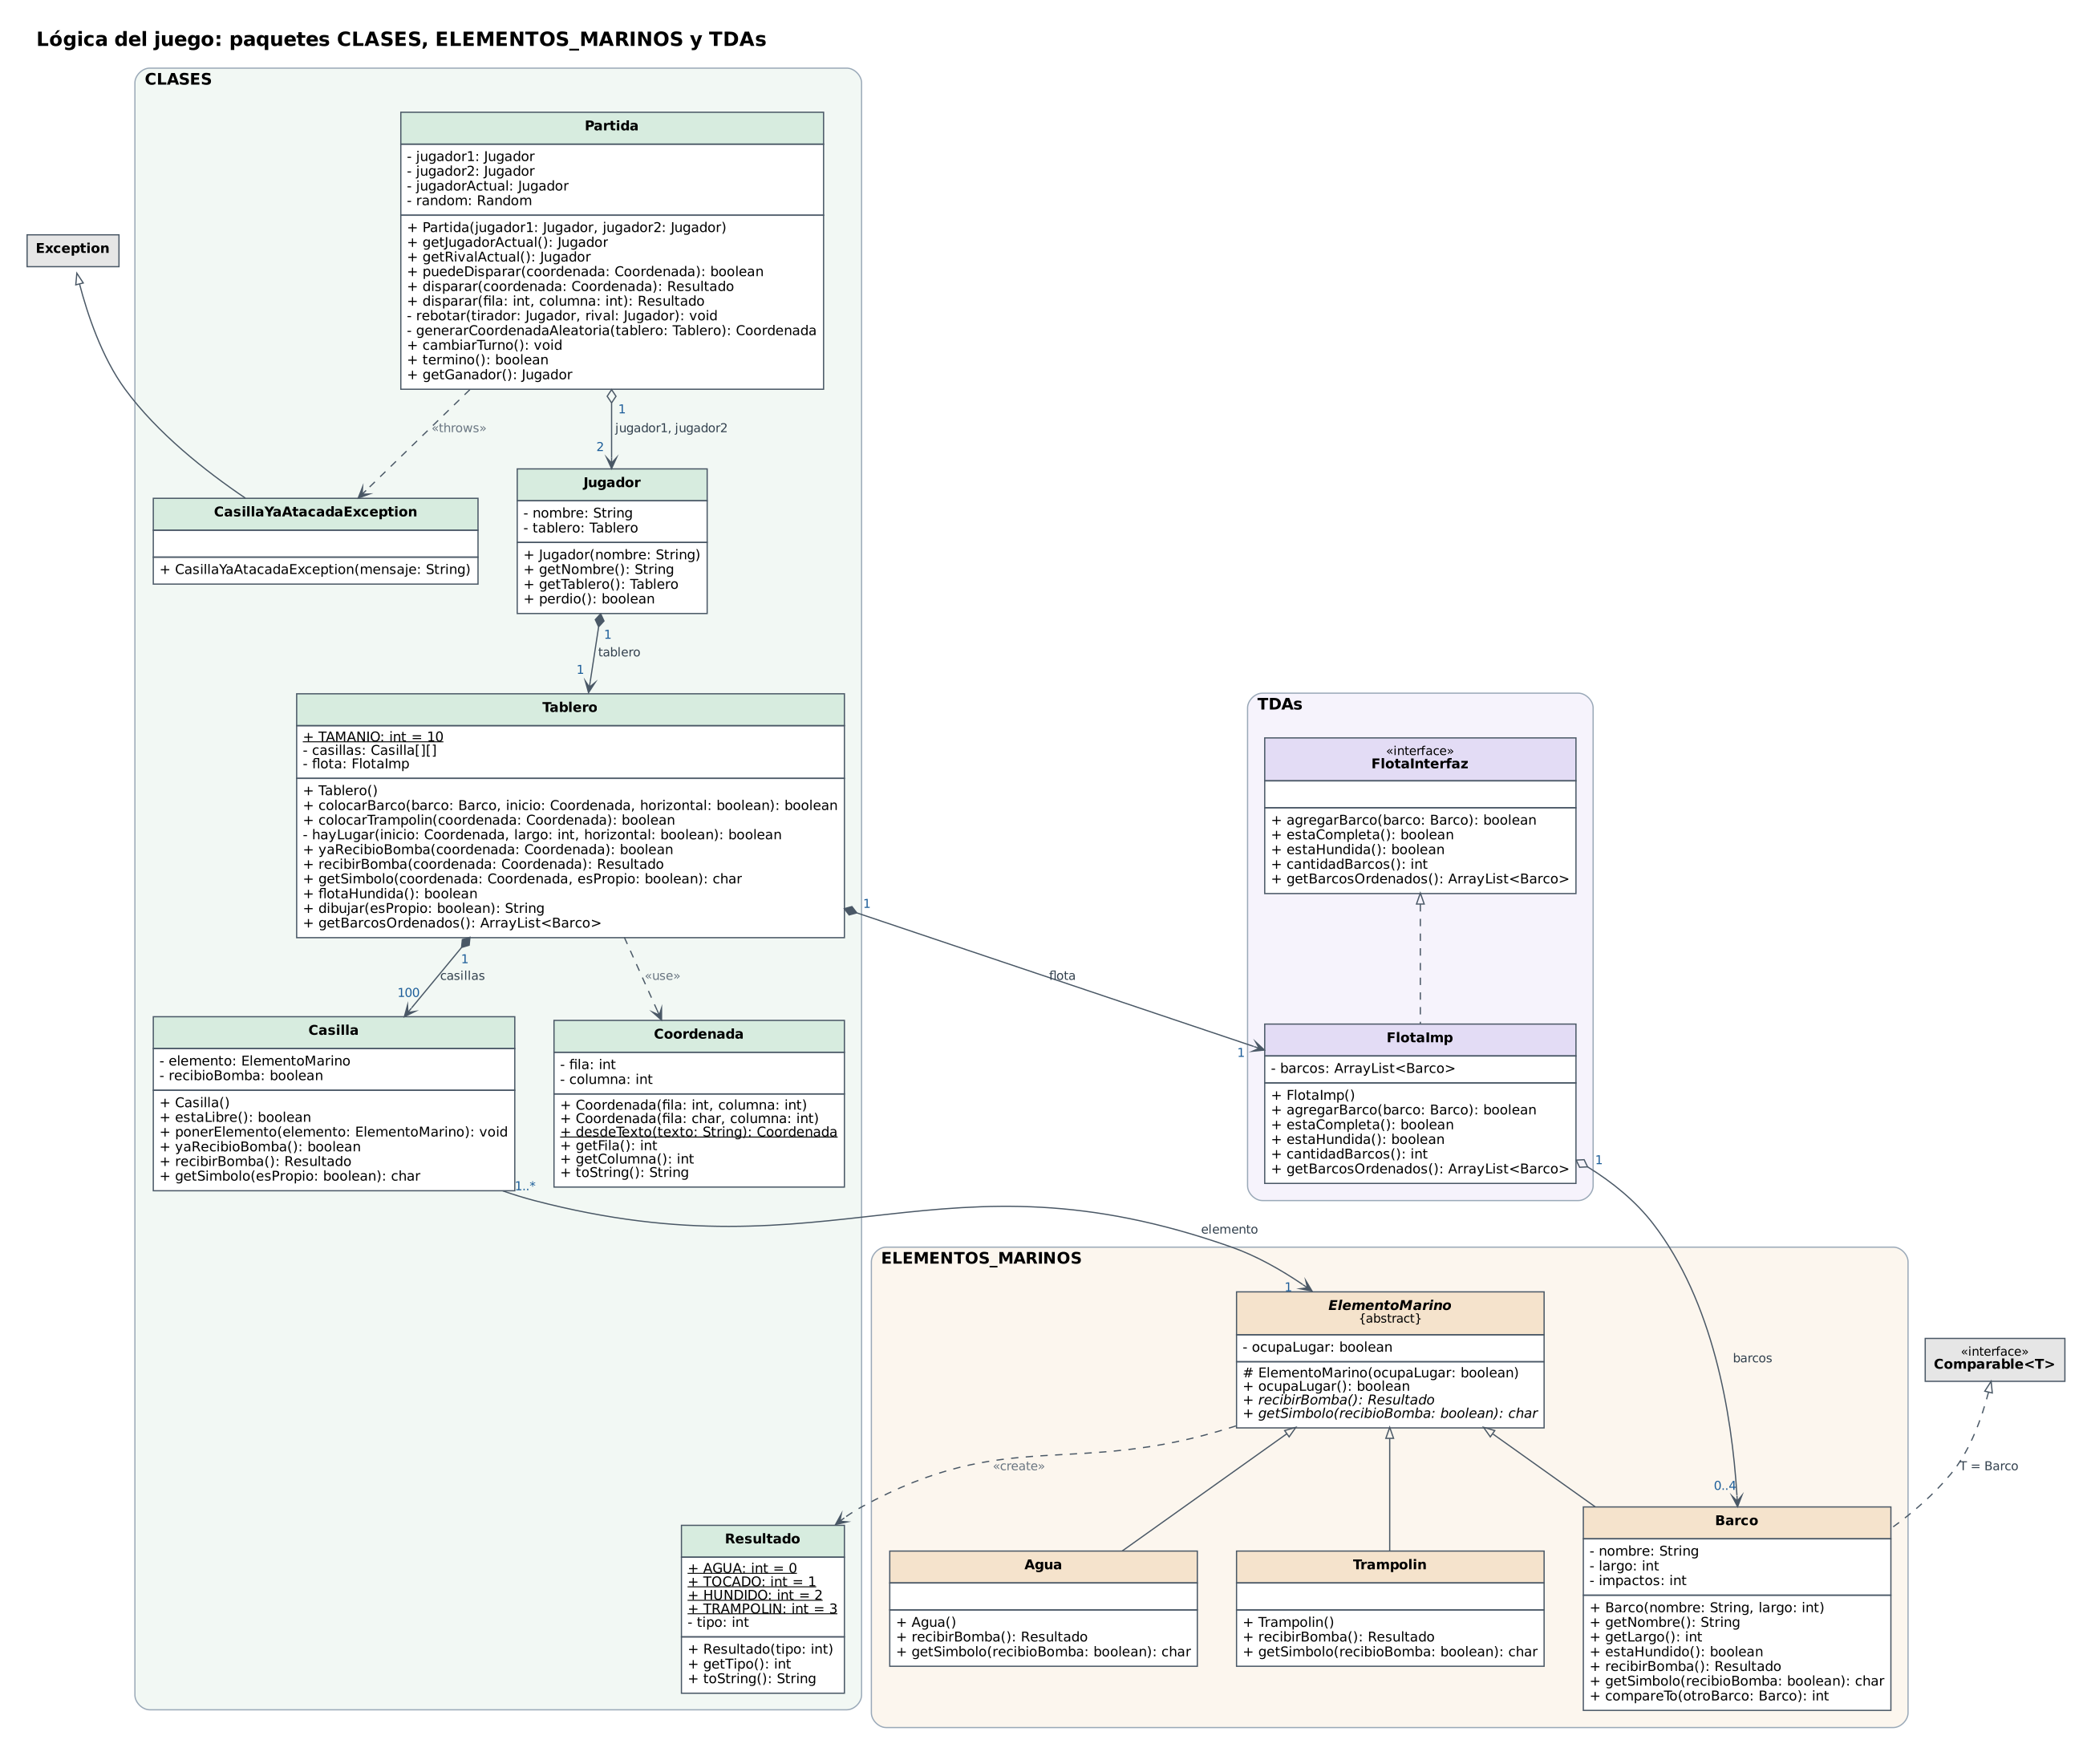 Lógica del juego: paquetes CLASES, ELEMENTOS_MARINOS y TDAs
CLASES
Partida
- jugador1: Jugador
- jugador2: Jugador
- jugadorActual: Jugador
- random: Random
+ Partida(jugador1: Jugador, jugador2: Jugador)
+ getJugadorActual(): Jugador
+ getRivalActual(): Jugador
+ puedeDisparar(coordenada: Coordenada): boolean
+ disparar(coordenada: Coordenada): Resultado
+ disparar(fila: int, columna: int): Resultado
- rebotar(tirador: Jugador, rival: Jugador): void
- generarCoordenadaAleatoria(tablero: Tablero): Coordenada
+ cambiarTurno(): void
+ termino(): boolean
+ getGanador(): Jugador
Exception
1
«throws»
jugador1, jugador2
2
CasillaYaAtacadaException
+ CasillaYaAtacadaException(mensaje: String)
Jugador
- nombre: String
- tablero: Tablero
+ Jugador(nombre: String)
+ getNombre(): String
+ getTablero(): Tablero
+ perdio(): boolean
1
tablero
1
Tablero
+ TAMANIO: int = 10
- casillas: Casilla[][]
- flota: FlotaImp
+ Tablero()
+ colocarBarco(barco: Barco, inicio: Coordenada, horizontal: boolean): boolean
+ colocarTrampolin(coordenada: Coordenada): boolean
- hayLugar(inicio: Coordenada, largo: int, horizontal: boolean): boolean
+ yaRecibioBomba(coordenada: Coordenada): boolean
+ recibirBomba(coordenada: Coordenada): Resultado
+ getSimbolo(coordenada: Coordenada, esPropio: boolean): char
+ flotaHundida(): boolean
+ dibujar(esPropio: boolean): String
+ getBarcosOrdenados(): ArrayList<Barco>
1
flota
1
1
casillas
100
«use»
TDAs
«interface»
FlotaInterfaz
+ agregarBarco(barco: Barco): boolean
+ estaCompleta(): boolean
+ estaHundida(): boolean
+ cantidadBarcos(): int
+ getBarcosOrdenados(): ArrayList<Barco>
FlotaImp
- barcos: ArrayList<Barco>
+ FlotaImp()
+ agregarBarco(barco: Barco): boolean
+ estaCompleta(): boolean
+ estaHundida(): boolean
+ cantidadBarcos(): int
+ getBarcosOrdenados(): ArrayList<Barco>
1
barcos
0..4
Casilla
- elemento: ElementoMarino
- recibioBomba: boolean
+ Casilla()
+ estaLibre(): boolean
+ ponerElemento(elemento: ElementoMarino): void
+ yaRecibioBomba(): boolean
+ recibirBomba(): Resultado
+ getSimbolo(esPropio: boolean): char
1..*
elemento
1
Coordenada
- fila: int
- columna: int
+ Coordenada(fila: int, columna: int)
+ Coordenada(fila: char, columna: int)
+ desdeTexto(texto: String): Coordenada
+ getFila(): int
+ getColumna(): int
+ toString(): String
ELEMENTOS_MARINOS
ElementoMarino
{abstract}
- ocupaLugar: boolean
# ElementoMarino(ocupaLugar: boolean)
+ ocupaLugar(): boolean
+ recibirBomba(): Resultado
+ getSimbolo(recibioBomba: boolean): char
«interface»
Comparable<T>
T = Barco
«create»
Resultado
+ AGUA: int = 0
+ TOCADO: int = 1
+ HUNDIDO: int = 2
+ TRAMPOLIN: int = 3
- tipo: int
+ Resultado(tipo: int)
+ getTipo(): int
+ toString(): String
Agua
+ Agua()
+ recibirBomba(): Resultado
+ getSimbolo(recibioBomba: boolean): char
Trampolin
+ Trampolin()
+ recibirBomba(): Resultado
+ getSimbolo(recibioBomba: boolean): char
Barco
- nombre: String
- largo: int
- impactos: int
+ Barco(nombre: String, largo: int)
+ getNombre(): String
+ getLargo(): int
+ estaHundido(): boolean
+ recibirBomba(): Resultado
+ getSimbolo(recibioBomba: boolean): char
+ compareTo(otroBarco: Barco): int